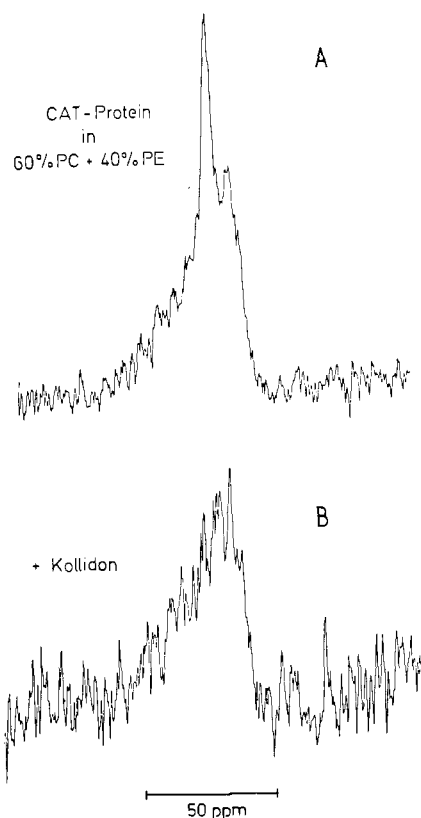 A
CAT-Protein
in
60% PC + 40% PE
B
+ Kollidon
50 ppm